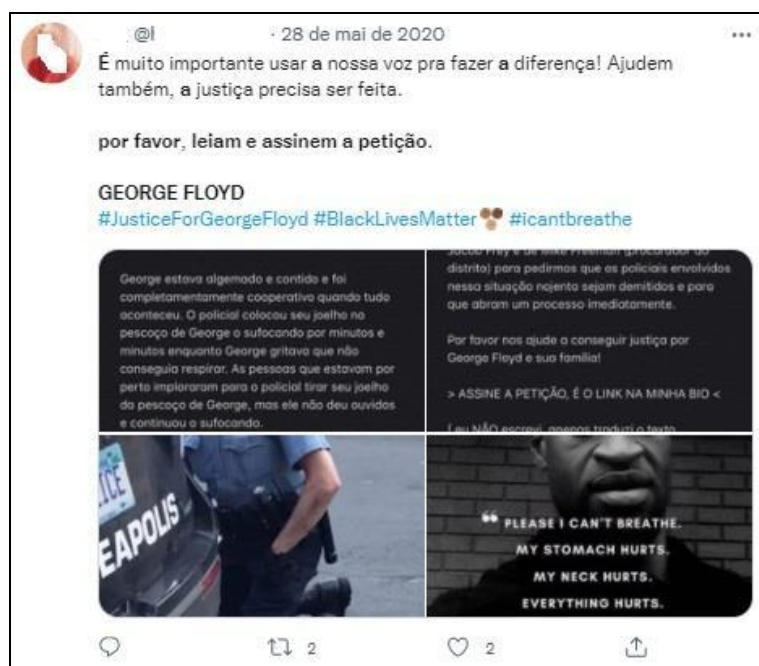 @l · 28 de mai de 2020
É muito importante usar a nossa voz pra fazer a diferença! Ajudem
também, a justiça precisa ser feita.
por favor, leiam e assinem a petição.
GEORGE FLOYD
#JusticeForGeorgeFloyd #BlackLivesMatter #icantbreathe
George estava algemado e contido e foi
completamentamente cooperativo quando tudo
aconteceu. O policial colocou seu joelho no
pescoço de George o sufocando por minutos e
minutos enquanto George gritava que não
conseguia respirar. As pessoas que estavam por
perto imploraram para o policial tirar seu joelho
do pescoço de George, mas ele não deu ouvidos
e continuou o sufocando.
Jacob Frey e de Mike Freeman (procurador do
distrito) para pedirmos que os policiais envolvidos
nessa situação nojenta sejam demitidos e para
que abram um processo imediatamente.
Por favor nos ajude a conseguir justiça por
George Floyd e sua família!
> ASSINE A PETIÇÃO, É O LINK NA MINHA BIO <
( eu NÃO escrevi, apenas traduzi o texto
ICE
EAPOLIS
❝ PLEASE I CAN'T BREATHE.
MY STOMACH HURTS.
MY NECK HURTS.
EVERYTHING HURTS.
2
2